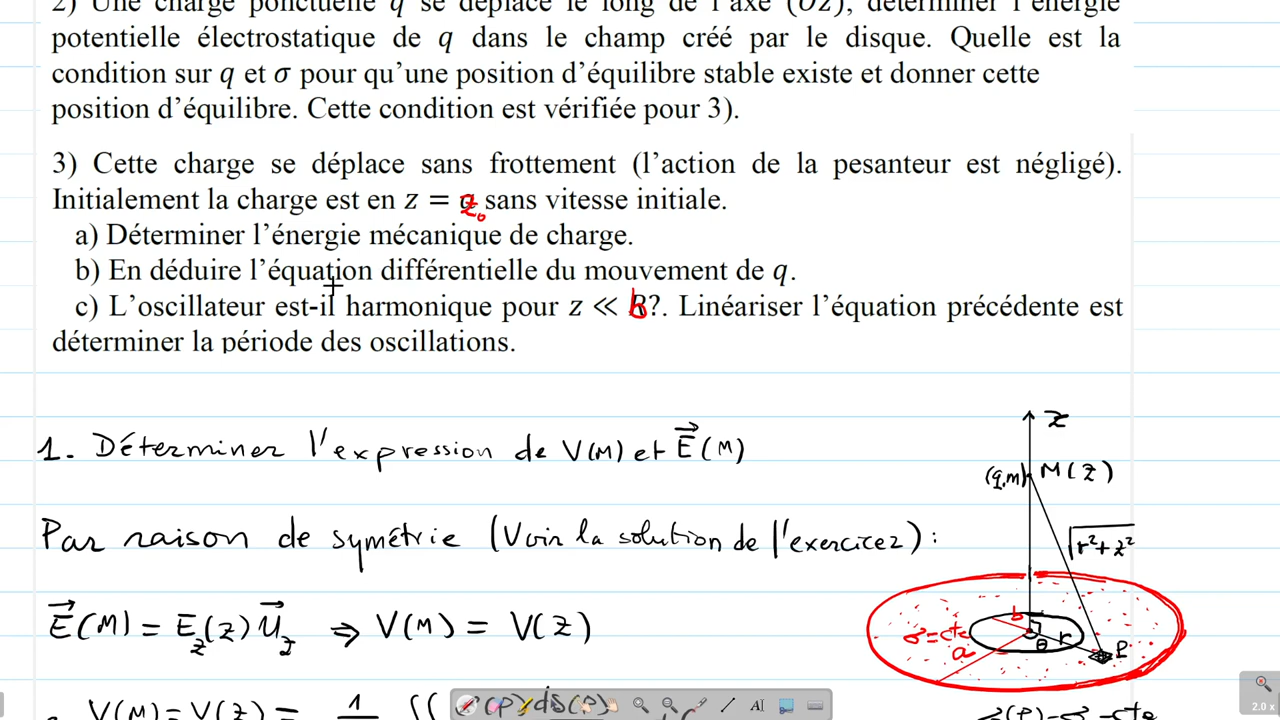 2) Une charge ponctuelle q se déplace le long de l'axe (Oz), déterminer l'énergie
potentielle électrostatique de q dans le champ créé par le disque. Quelle est la
condition sur q et σ pour qu'une position d'équilibre stable existe et donner cette
position d'équilibre. Cette condition est vérifiée pour 3).
3) Cette charge se déplace sans frottement (l'action de la pesanteur est négligé).
Initialement la charge est en z = z₀ sans vitesse initiale.
a) Déterminer l'énergie mécanique de charge.
b) En déduire l'équation différentielle du mouvement de q.
c) L'oscillateur est-il harmonique pour z ≪ b?. Linéariser l'équation précédente est
déterminer la période des oscillations.
z
1. Déterminer l'expression de V(M) et E⃗(M)
(q,m) M(z)
Par raison de symétrie (Voir la solution de l'exercice2) :
√r²+z²
E⃗(M) = E_z(z) u⃗_z ⇒ V(M) = V(z)
b
σ=cte
a
θ
r
P
V(M) = V(z) = 1 ∬ σ(P) dS(P)
σ(P)=σ=cte
AI
2.0 x